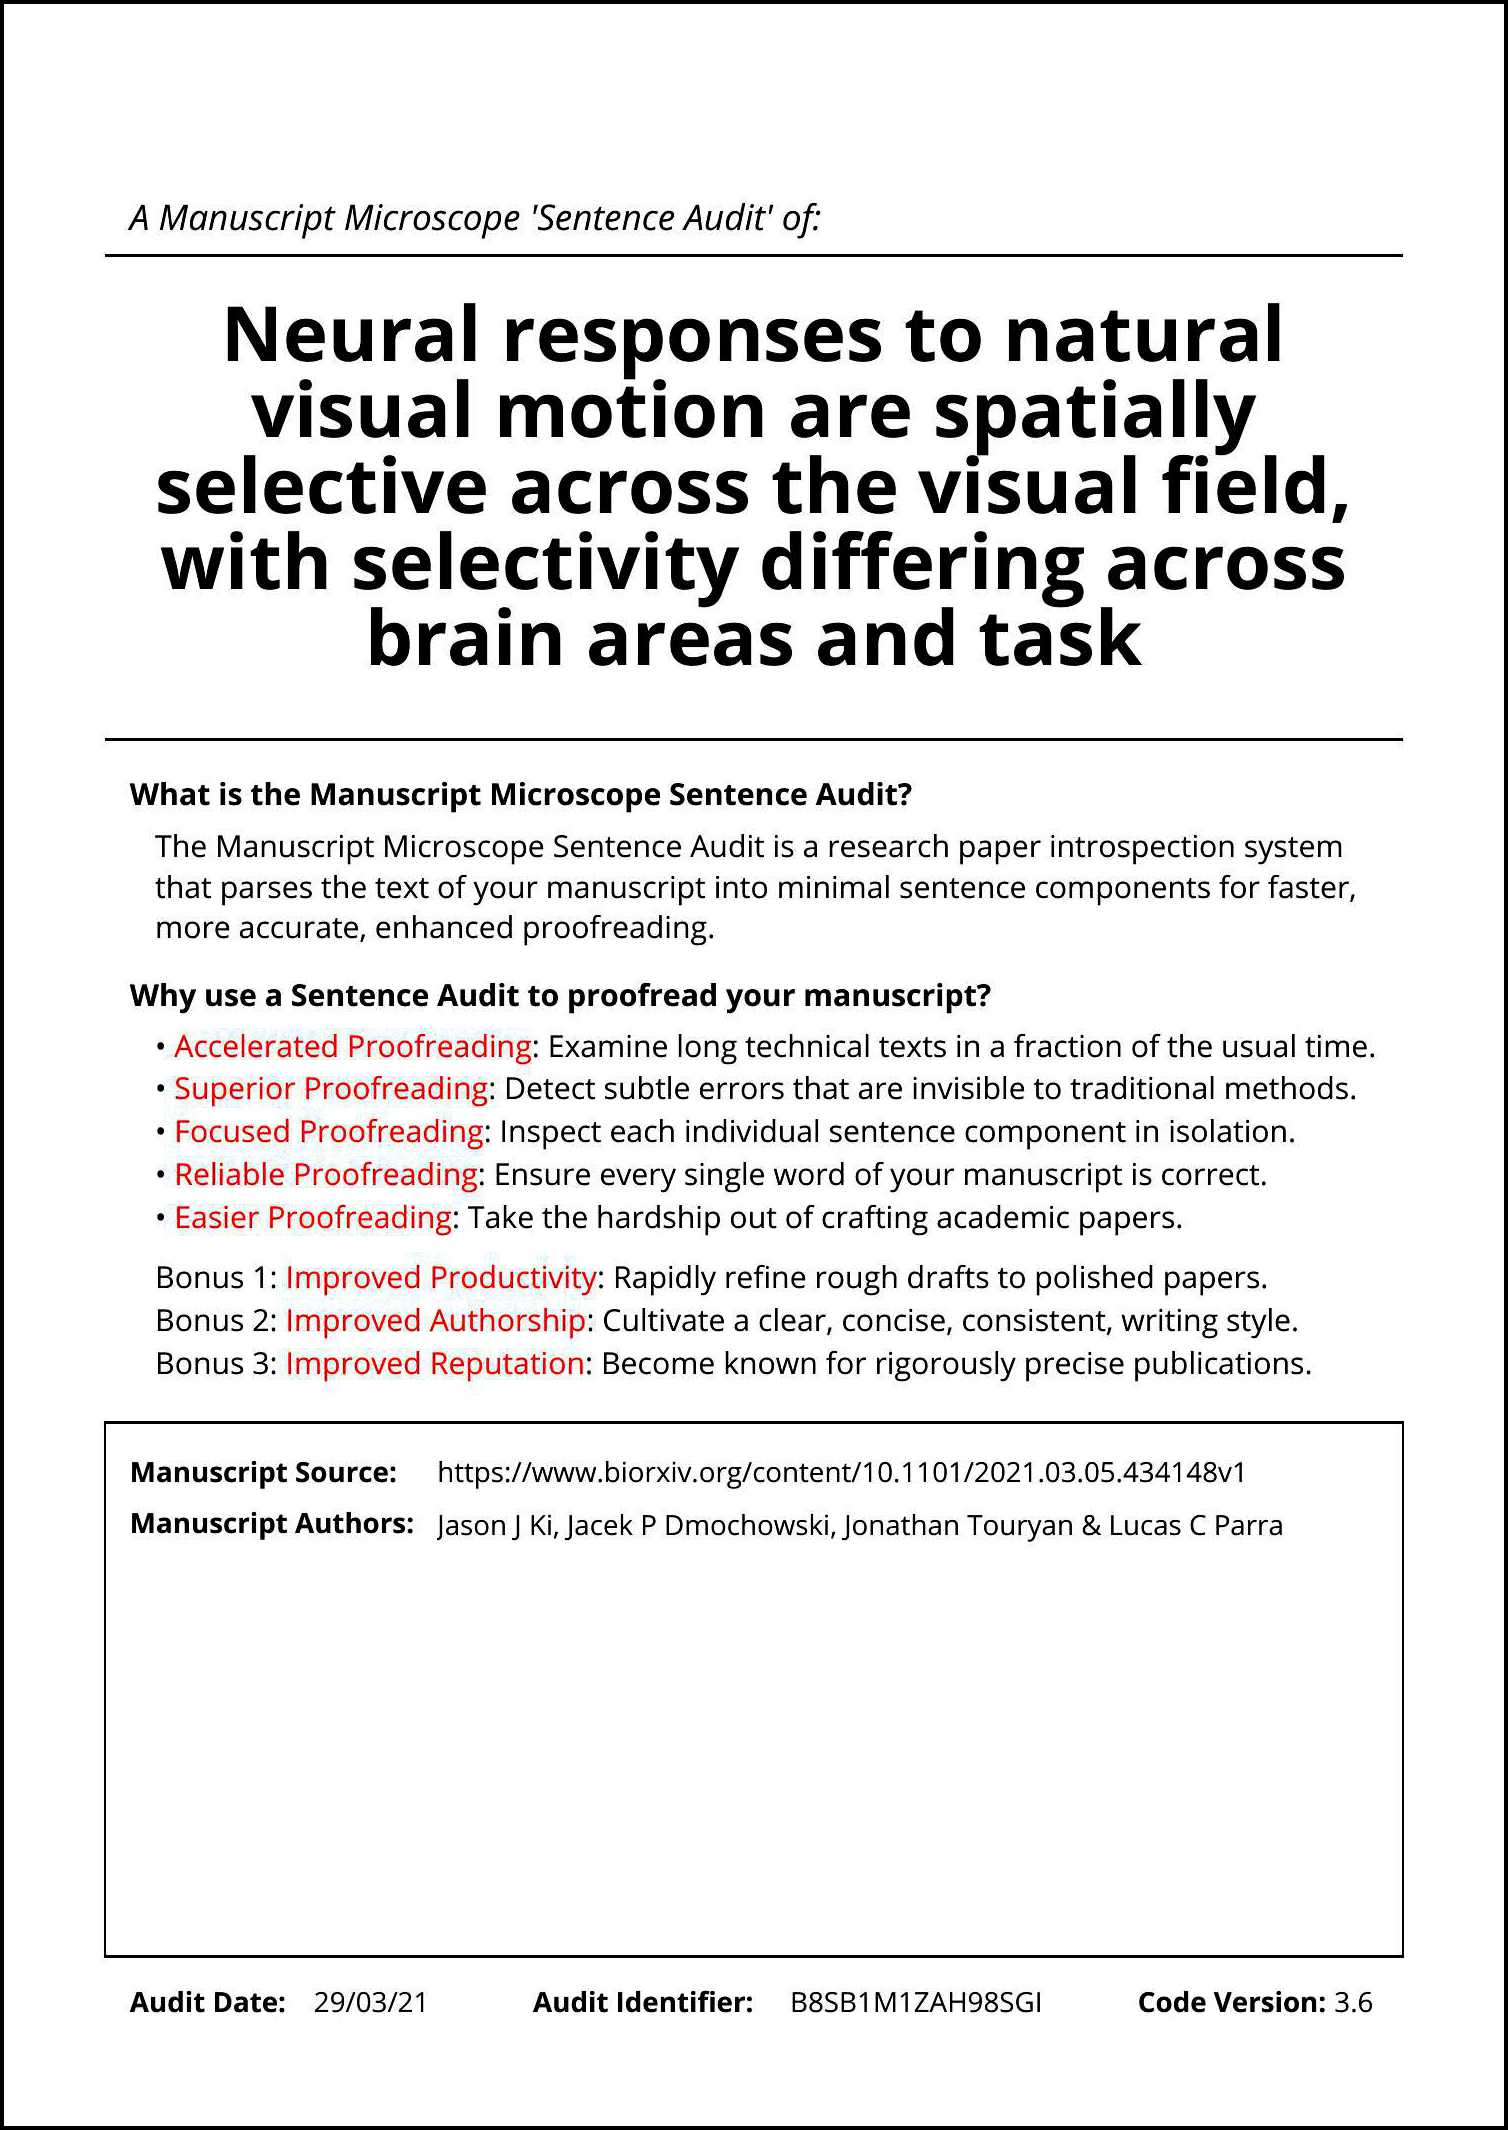 A Manuscript Microscope 'Sentence Audit' of:
Neural responses to natural
visual motion are spatially
selective across the visual field,
with selectivity differing across
brain areas and task
What is the Manuscript Microscope Sentence Audit?
The Manuscript Microscope Sentence Audit is a research paper introspection system
that parses the text of your manuscript into minimal sentence components for faster,
more accurate, enhanced proofreading.
Why use a Sentence Audit to proofread your manuscript?
• Accelerated Proofreading: Examine long technical texts in a fraction of the usual time.
• Superior Proofreading: Detect subtle errors that are invisible to traditional methods.
• Focused Proofreading: Inspect each individual sentence component in isolation.
• Reliable Proofreading: Ensure every single word of your manuscript is correct.
• Easier Proofreading: Take the hardship out of crafting academic papers.
Bonus 1: Improved Productivity: Rapidly refine rough drafts to polished papers.
Bonus 2: Improved Authorship: Cultivate a clear, concise, consistent, writing style.
Bonus 3: Improved Reputation: Become known for rigorously precise publications.
Manuscript Source: https://www.biorxiv.org/content/10.1101/2021.03.05.434148v1
Manuscript Authors: Jason J Ki, Jacek P Dmochowski, Jonathan Touryan & Lucas C Parra
Audit Date: 29/03/21 Audit Identifier: B8SB1M1ZAH98SGI Code Version: 3.6